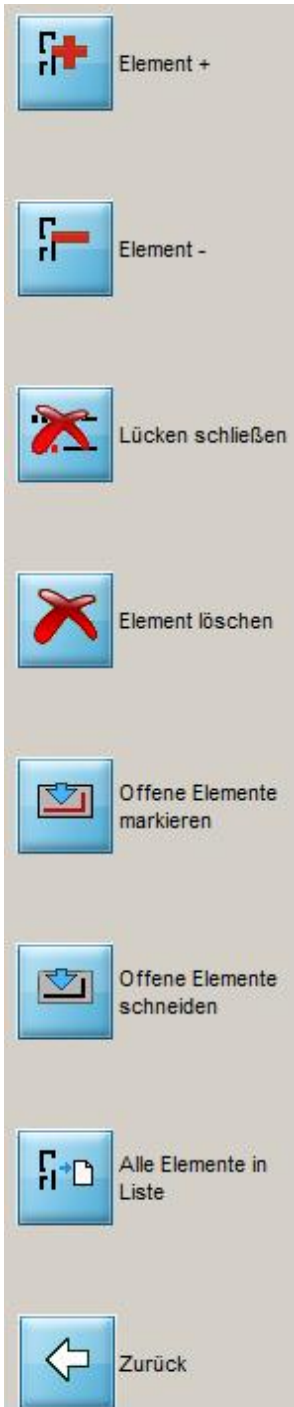 Element +
Element -
Lücken schließen
Element löschen
Offene Elemente
markieren
Offene Elemente
schneiden
Alle Elemente in
Liste
Zurück